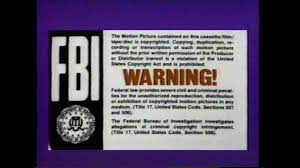 FBI
The Motion Picture contained on this cassette/film/
tape/disc is copyrighted. Copying, duplication, re-
cording or transcription of such motion picture
without the prior written permission of the Producer
or Distributor thereof is a violation of the United
States Copyright Act and is prohibited.
WARNING!
Federal law provides severe civil and criminal penal-
ties for the unauthorized reproduction, distribution
or exhibition of copyrighted motion pictures in any
medium. (Title 17, United States Code, Sections 501
and 506).
The Federal Bureau of Investigation investigates
allegations of criminal copyright infringement.
(Title 17, United States Code, Section 506).